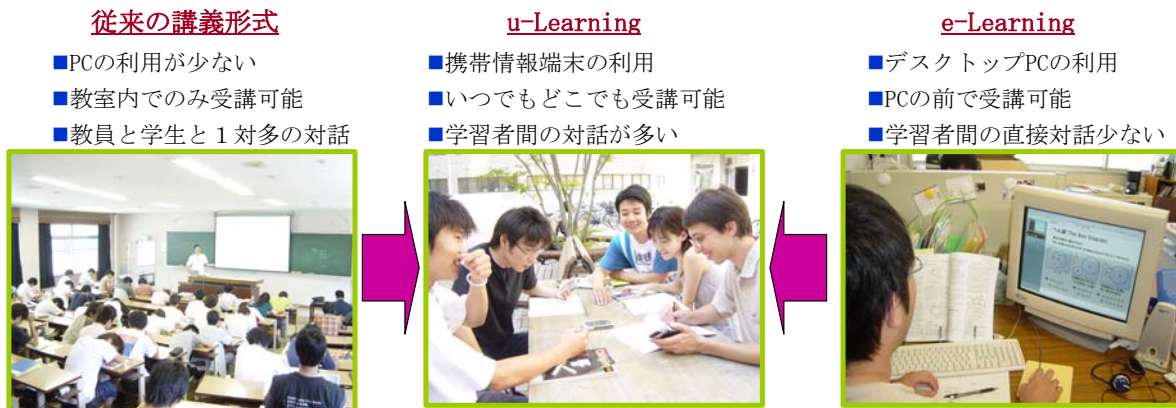 従来の講義形式
■PCの利用が少ない
■教室内でのみ受講可能
■教員と学生と１対多の対話
u-Learning
■携帯情報端末の利用
■いつでもどこでも受講可能
■学習者間の対話が多い
e-Learning
■デスクトップPCの利用
■PCの前で受講可能
■学習者間の直接対話少ない